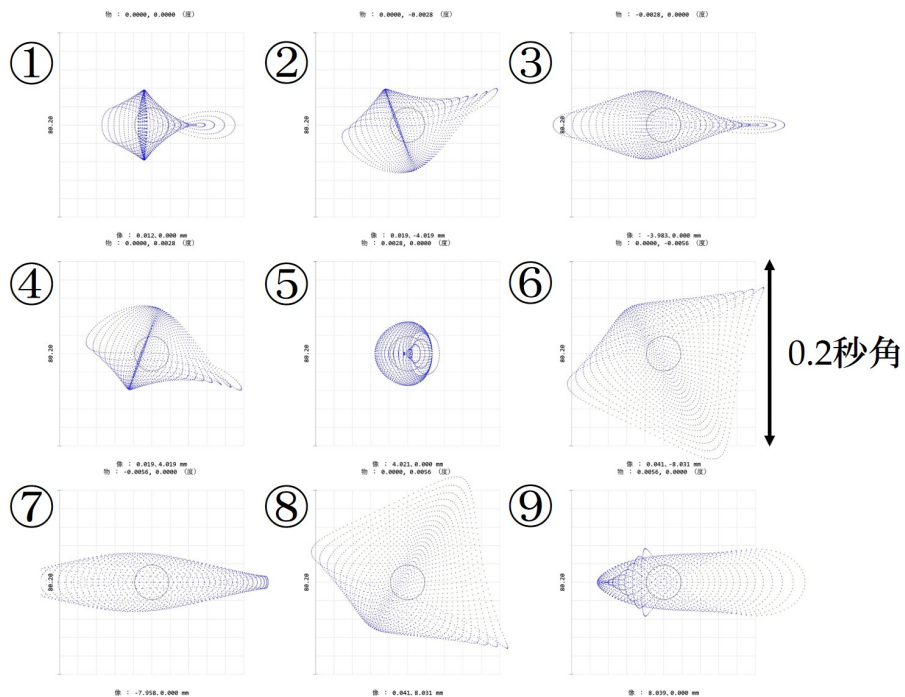 物 : 0.0000, 0.0000 (度)
物 : 0.0000, -0.0028 (度)
物 : -0.0028, 0.0000 (度)
①
②
③
80.20
80.20
80.20
像 : 0.012, 0.000 mm
像 : 0.019, -4.019 mm
像 : -3.983, 0.000 mm
物 : 0.0000, 0.0028 (度)
物 : 0.0028, 0.0000 (度)
物 : 0.0000, -0.0056 (度)
④
⑤
⑥
80.20
80.20
80.20
0.2秒角
像 : 0.019, 4.019 mm
像 : 4.021, 0.000 mm
像 : 0.041, -8.031 mm
物 : -0.0056, 0.0000 (度)
物 : 0.0000, 0.0056 (度)
物 : 0.0056, 0.0000 (度)
⑦
⑧
⑨
80.20
80.20
80.20
像 : -7.958, 0.000 mm
像 : 0.041, 8.031 mm
像 : 8.039, 0.000 mm